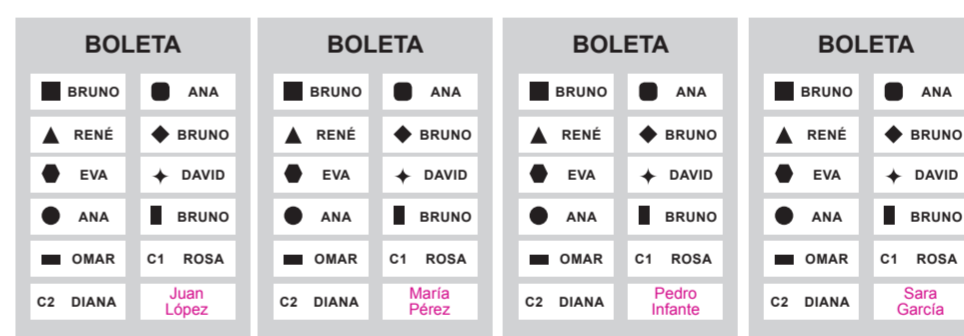 BOLETA
BRUNO ANA
RENÉ BRUNO
EVA DAVID
ANA BRUNO
OMAR C1 ROSA
C2 DIANA Juan
López
BOLETA
BRUNO ANA
RENÉ BRUNO
EVA DAVID
ANA BRUNO
OMAR C1 ROSA
C2 DIANA María
Pérez
BOLETA
BRUNO ANA
RENÉ BRUNO
EVA DAVID
ANA BRUNO
OMAR C1 ROSA
C2 DIANA Pedro
Infante
BOLETA
BRUNO ANA
RENÉ BRUNO
EVA DAVID
ANA BRUNO
OMAR C1 ROSA
C2 DIANA Sara
García